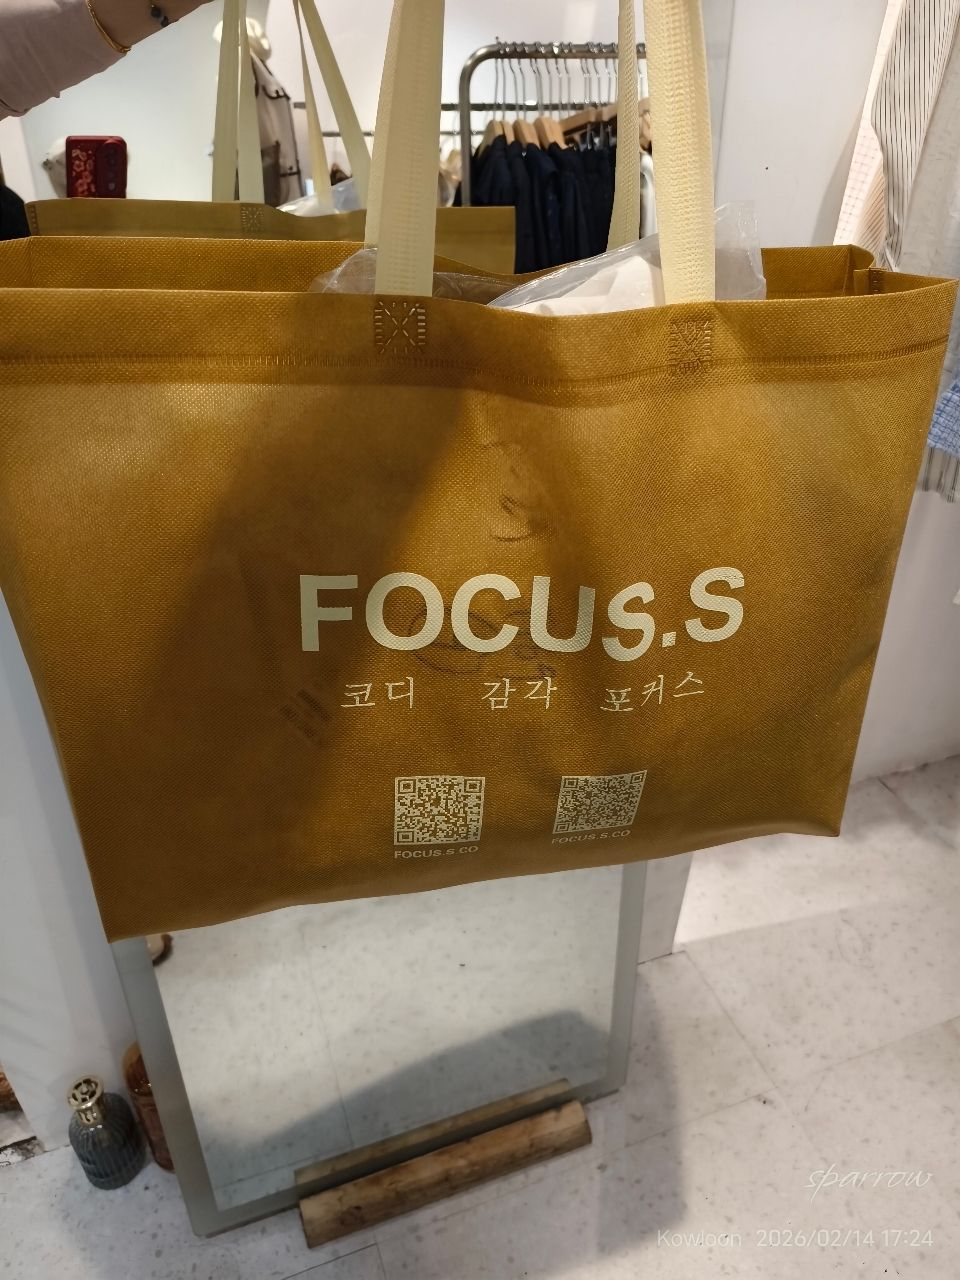 FOCUS.S
코디 감각 포커스
FOCUS.S.CO FOCUS.S.CO
sparrow
Kowloon 2026/02/14 17:24